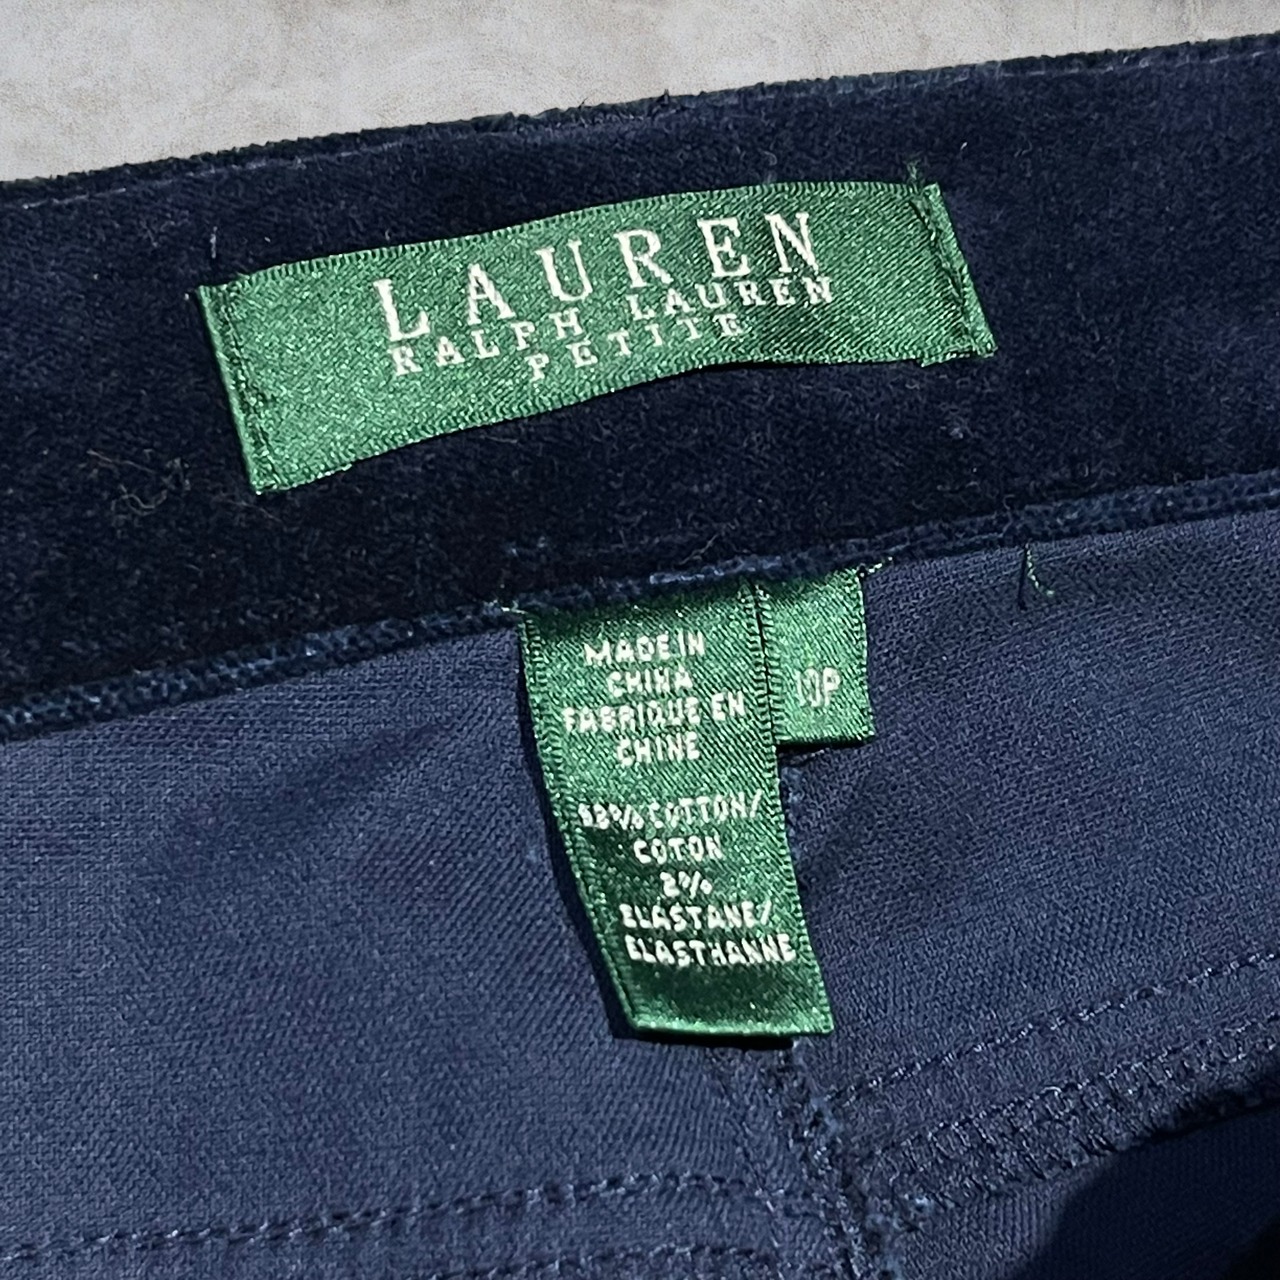 LAUREN
RALPH LAUREN
PETITE
MADE IN
CHINA
FABRIQUE EN
CHINE
98% COTTON/
COTON
2%
ELASTANE/
ELASTHANNE
10P